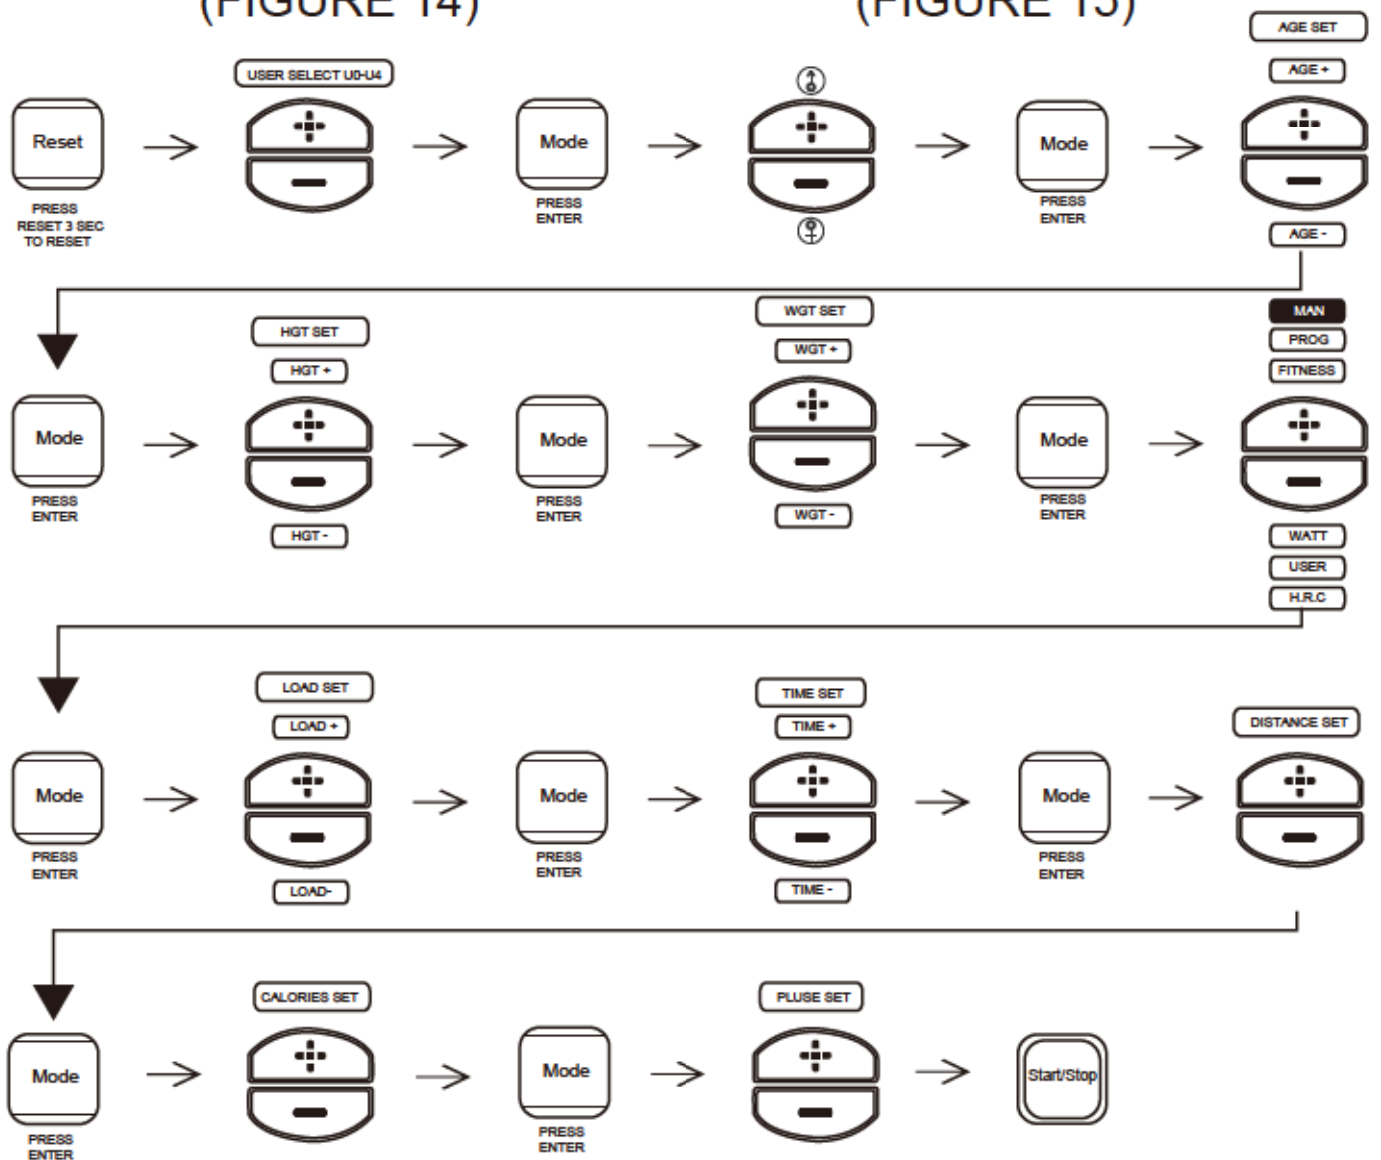 (FIGURE 14)
(FIGURE 15)
AGE SET
USER SELECT U0-U4
AGE +
Reset
Mode
Mode
PRESS
RESET 3 SEC
TO RESET
PRESS
ENTER
PRESS
ENTER
AGE -
HGT SET
WGT SET
MAN
PROG
HGT +
WGT +
FITNESS
Mode
Mode
Mode
PRESS
ENTER
PRESS
ENTER
PRESS
ENTER
HGT -
WGT -
WATT
USER
H.R.C
LOAD SET
TIME SET
LOAD +
TIME +
DISTANCE SET
Mode
Mode
Mode
PRESS
ENTER
PRESS
ENTER
PRESS
ENTER
LOAD-
TIME -
CALORIES SET
PLUSE SET
Mode
Mode
Start/Stop
PRESS
ENTER
PRESS
ENTER